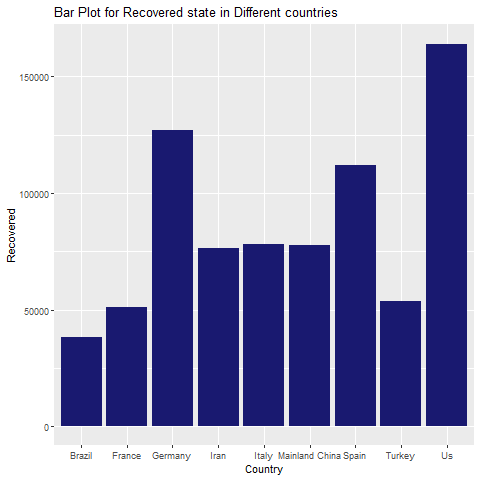 Bar Plot for Recovered state in Different countries
Recovered
150000
100000
50000
0
Brazil France Germany Iran Italy Mainland China Spain Turkey Us
Country